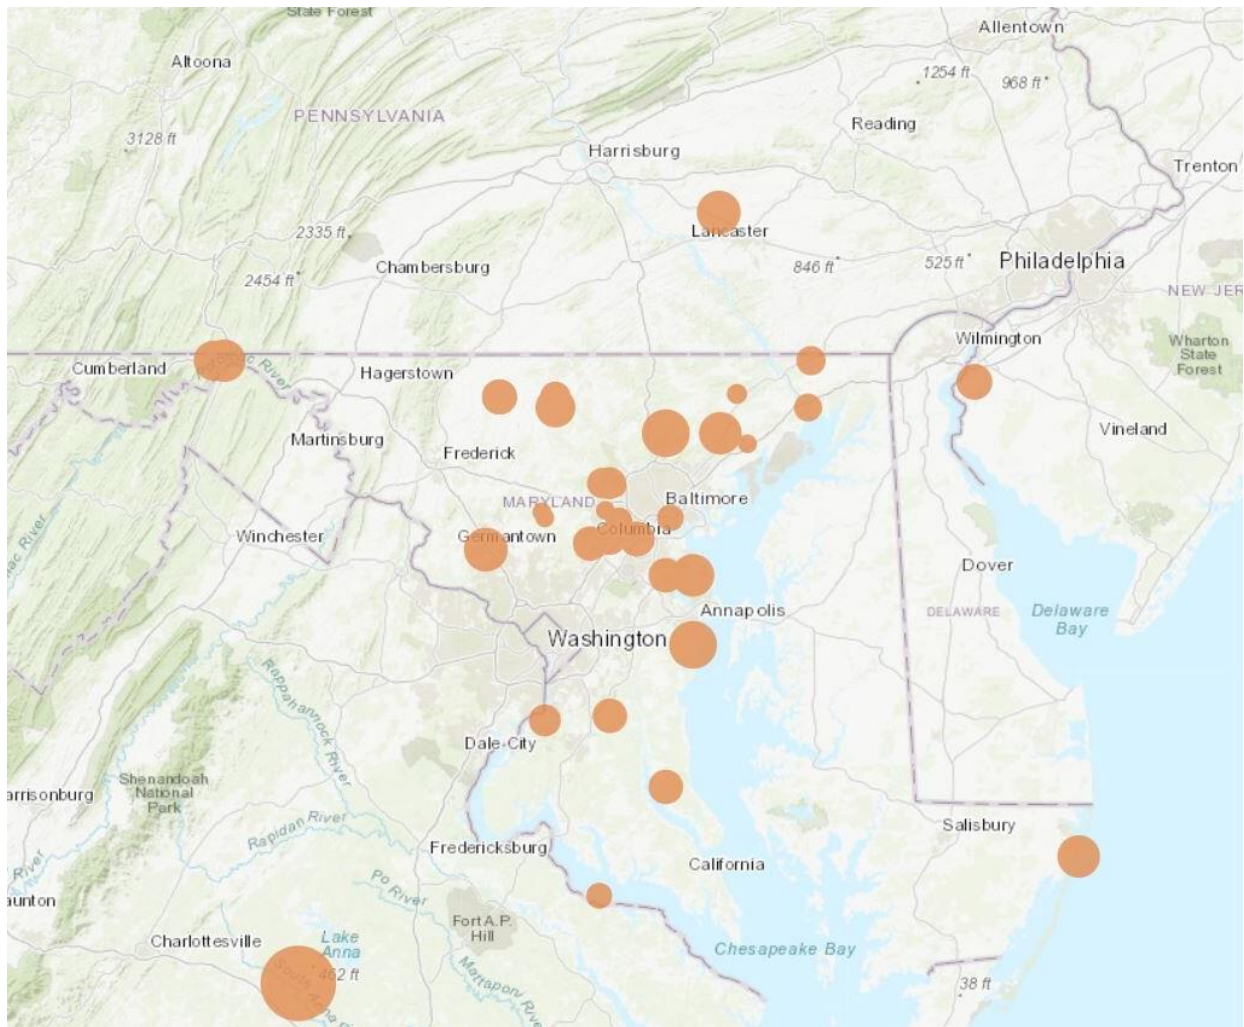 State Forest
Allentown
Altoona
1254 ft
968 ft
PENNSYLVANIA
Reading
3128 ft
Harrisburg
Trenton
2335 ft
Lancaster
Chambersburg
846 ft
525 ft
Philadelphia
2454 ft
NEW JER
Wilmington
Wharton
State
Forest
Cumberland
Hagerstown
River
Vineland
Martinsburg
Frederick
MARYLAND
Baltimore
Winchester
Germantown
Columbia
Dover
Annapolis
DELAWARE
Delaware
Bay
Washington
Rappahannock River
Dale City
Shenandoah
National
Park
arrisonburg
Rapidan River
Salisbury
Fredericksburg
California
River
Po River
aunton
Fort A.P.
Hill
Charlottesville
Lake
Anna
Chesapeake Bay
462 ft
Mattaponi River
38 ft